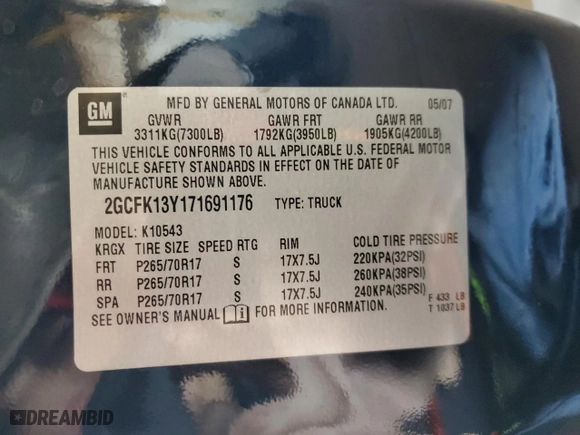 GM
MFD BY GENERAL MOTORS OF CANADA LTD. 05/07
GVWR GAWR FRT GAWR RR
3311KG(7300LB) 1792KG(3950LB) 1905KG(4200LB)
THIS VEHICLE CONFORMS TO ALL APPLICABLE U.S. FEDERAL MOTOR
VEHICLE SAFETY STANDARDS IN EFFECT ON THE DATE OF
MANUFACTURE SHOWN ABOVE.
2GCFK13Y171691176 TYPE: TRUCK
MODEL: K10543
KRGX TIRE SIZE SPEED RTG RIM COLD TIRE PRESSURE
FRT P265/70R17 S 17X7.5J 220KPA(32PSI)
RR P265/70R17 S 17X7.5J 260KPA(38PSI)
SPA P265/70R17 S 17X7.5J 240KPA(35PSI)
F 433 LB
SEE OWNER'S MANUAL i FOR MORE INFORMATION. T 1037 LB
DREAMBID